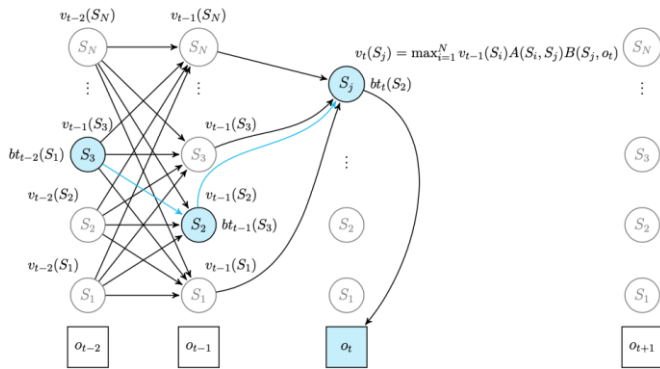 v_{t-2}(S_N)
v_{t-1}(S_N)
S_N
S_N
v_t(S_j) = max_{i=1}^N v_{t-1}(S_i)A(S_i, S_j)B(S_j, o_t)
S_N
⋮
⋮
S_j
bt_t(S_2)
⋮
v_{t-1}(S_3)
v_{t-1}(S_3)
bt_{t-2}(S_1)
S_3
S_3
⋮
S_3
v_{t-2}(S_2)
v_{t-1}(S_2)
S_2
S_2
bt_{t-1}(S_3)
S_2
S_2
v_{t-2}(S_1)
v_{t-1}(S_1)
S_1
S_1
S_1
S_1
o_{t-2}
o_{t-1}
o_t
o_{t+1}